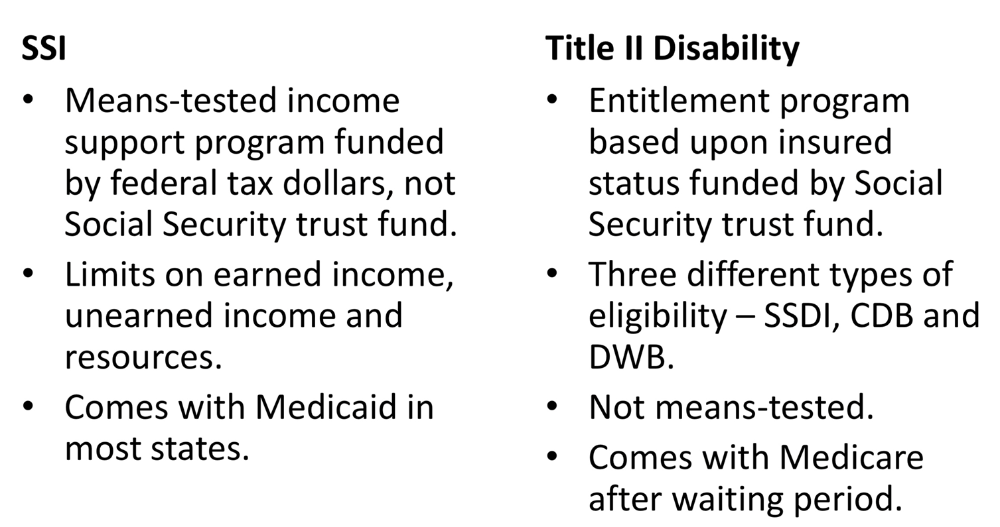 SSI
• Means-tested income
support program funded
by federal tax dollars, not
Social Security trust fund.
• Limits on earned income,
unearned income and
resources.
• Comes with Medicaid in
most states.
Title II Disability
• Entitlement program
based upon insured
status funded by Social
Security trust fund.
• Three different types of
eligibility – SSDI, CDB and
DWB.
• Not means-tested.
• Comes with Medicare
after waiting period.